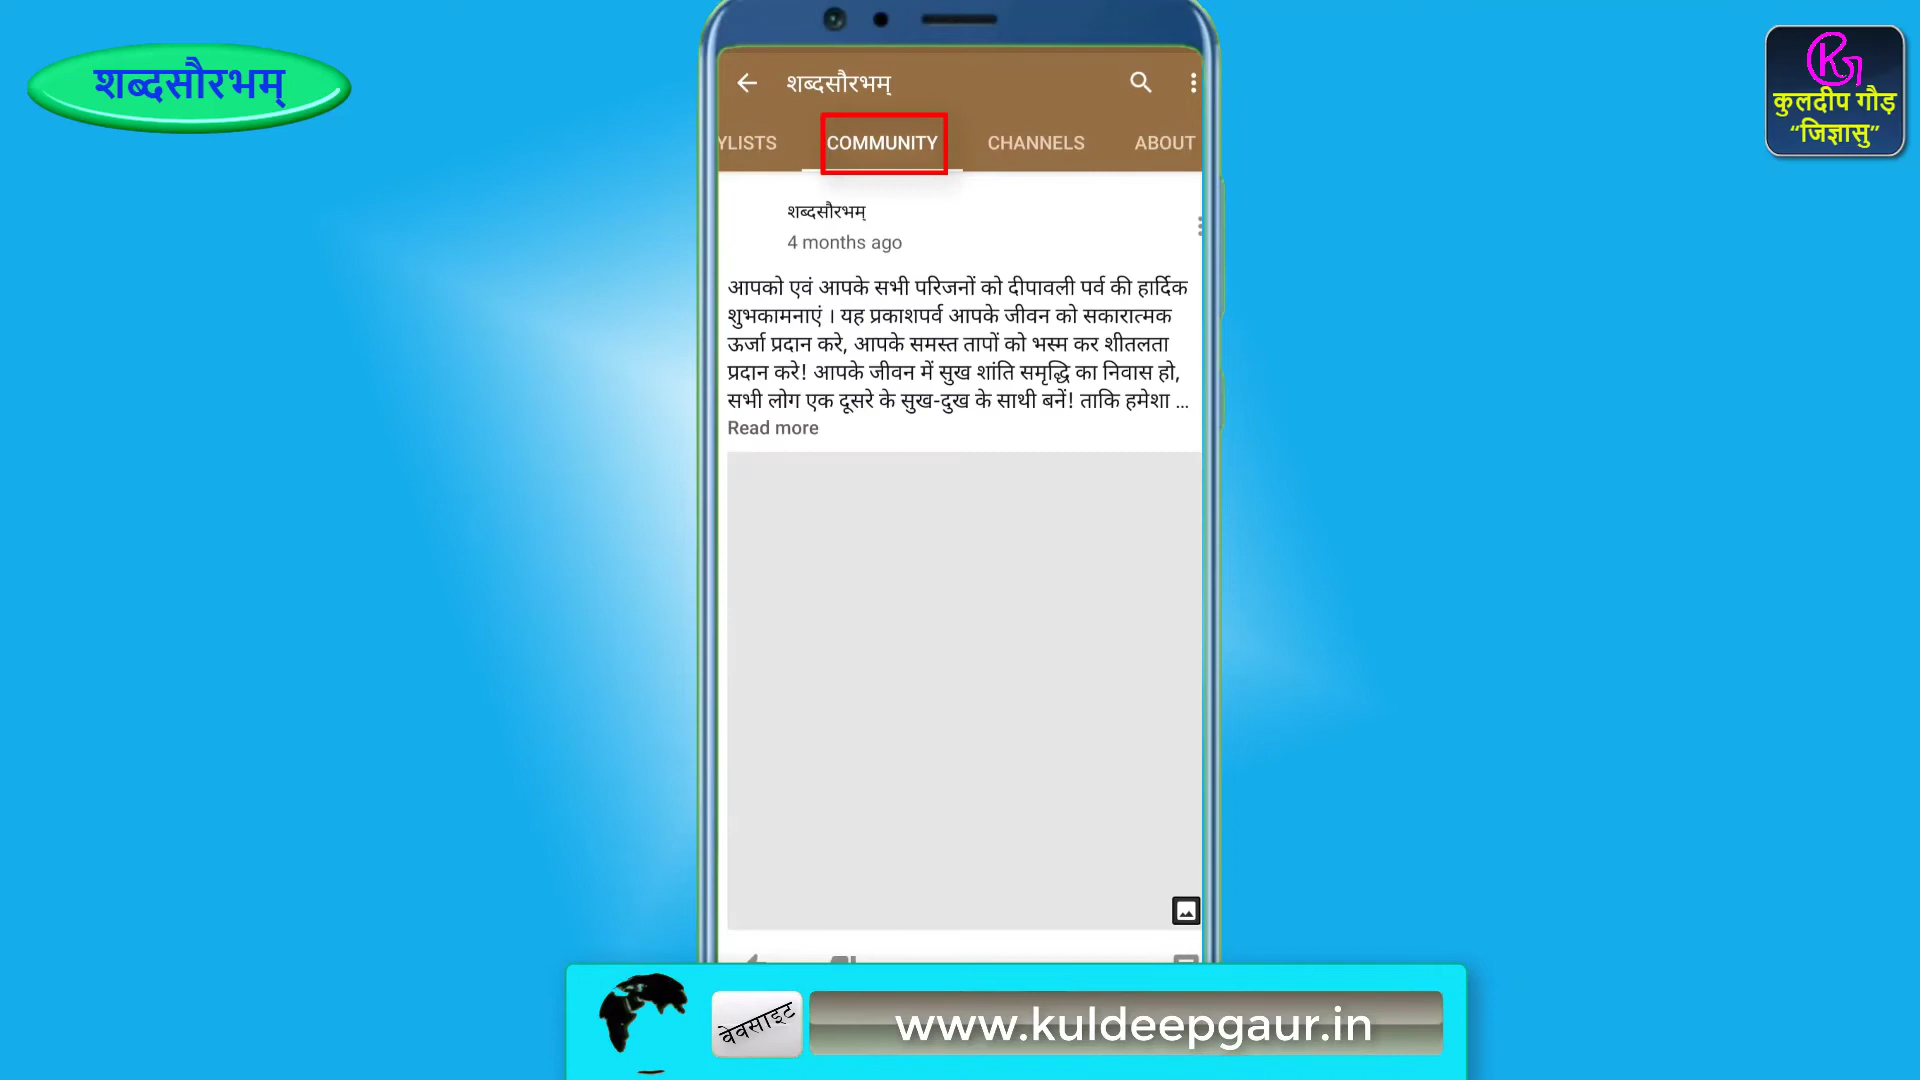 शब्दसौरभम्
कुलदीप गौड़
“जिज्ञासु”
शब्दसौरभम्
YLISTS COMMUNITY CHANNELS ABOUT
शब्दसौरभम्
4 months ago
आपको एवं आपके सभी परिजनों को दीपावली पर्व की हार्दिक
शुभकामनाएं । यह प्रकाशपर्व आपके जीवन को सकारात्मक
ऊर्जा प्रदान करे, आपके समस्त तापों को भस्म कर शीतलता
प्रदान करे! आपके जीवन में सुख शांति समृद्धि का निवास हो,
सभी लोग एक दूसरे के सुख-दुख के साथी बनें! ताकि हमेशा ...
Read more
वेबसाइट
www.kuldeepgaur.in